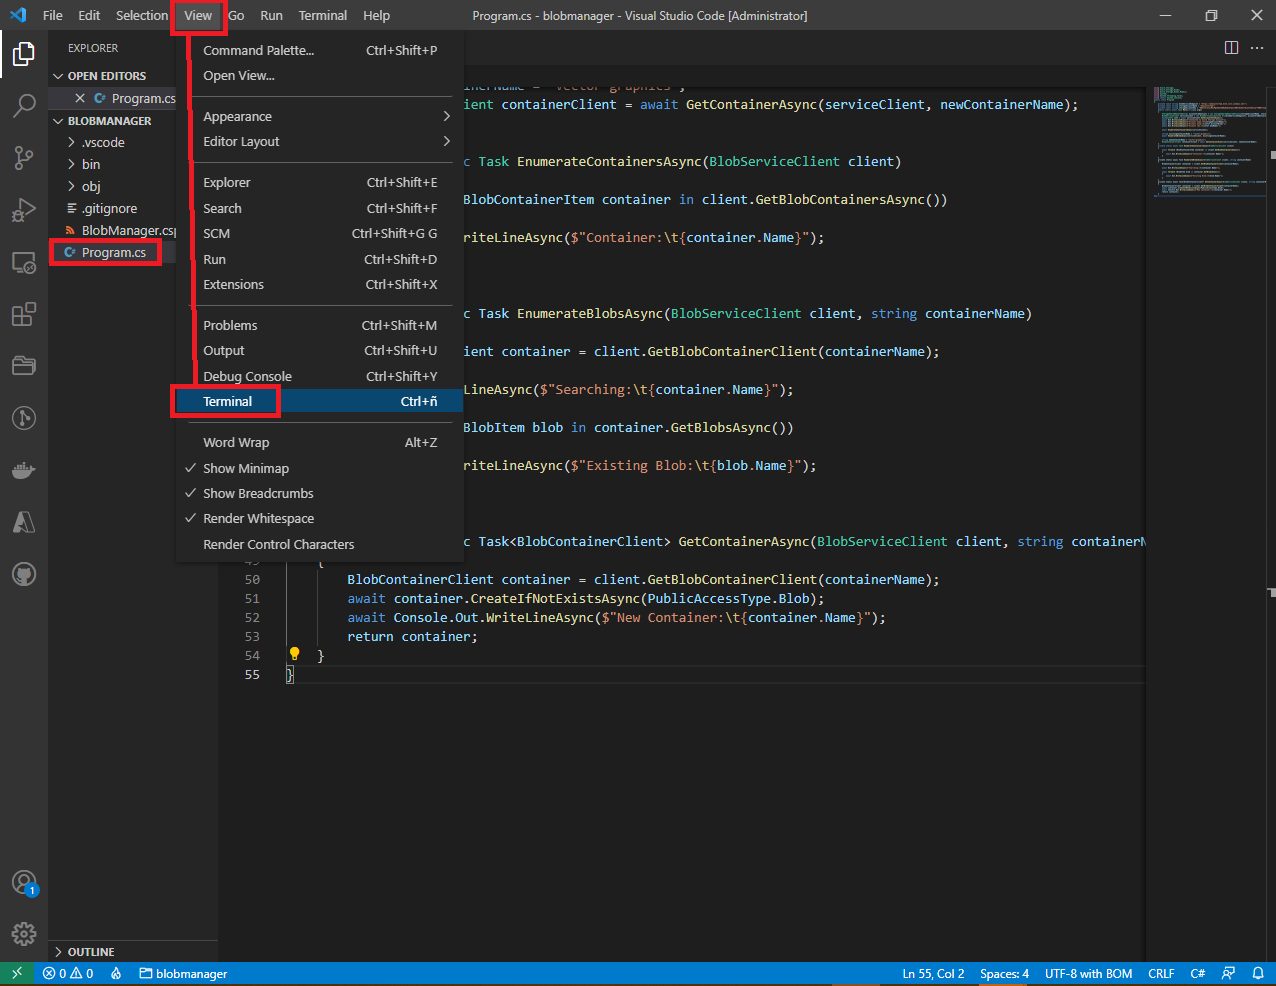 File Edit Selection View Go Run Terminal Help Program.cs - blobmanager - Visual Studio Code [Administrator]
EXPLORER
OPEN EDITORS
Program.cs
BLOBMANAGER
.vscode
bin
obj
.gitignore
BlobManager.csp
Program.cs
Command Palette... Ctrl+Shift+P
Open View...
Appearance
Editor Layout
Explorer Ctrl+Shift+E
Search Ctrl+Shift+F
SCM Ctrl+Shift+G G
Run Ctrl+Shift+D
Extensions Ctrl+Shift+X
Problems Ctrl+Shift+M
Output Ctrl+Shift+U
Debug Console Ctrl+Shift+Y
Terminal Ctrl+ñ
Word Wrap Alt+Z
Show Minimap
Show Breadcrumbs
Render Whitespace
Render Control Characters
ient containerClient = await GetContainerAsync(serviceClient, newContainerName);
c Task EnumerateContainersAsync(BlobServiceClient client)
BlobContainerItem container in client.GetBlobContainersAsync())
riteLineAsync($"Container:\t{container.Name}");
c Task EnumerateBlobsAsync(BlobServiceClient client, string containerName)
ient container = client.GetBlobContainerClient(containerName);
LineAsync($"Searching:\t{container.Name}");
BlobItem blob in container.GetBlobsAsync())
riteLineAsync($"Existing Blob:\t{blob.Name}");
c Task<BlobContainerClient> GetContainerAsync(BlobServiceClient client, string containerN
{
50 BlobContainerClient container = client.GetBlobContainerClient(containerName);
51 await container.CreateIfNotExistsAsync(PublicAccessType.Blob);
52 await Console.Out.WriteLineAsync($"New Container:\t{container.Name}");
53 return container;
54 }
55 }
1
OUTLINE
0 0 blobmanager Ln 55, Col 2 Spaces: 4 UTF-8 with BOM CRLF C#